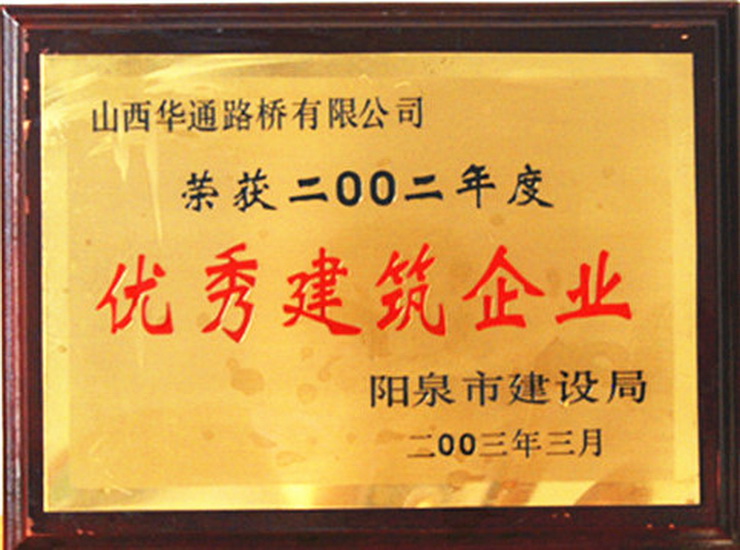 山西华通路桥有限公司
荣获二00二年度
优秀建筑企业
阳泉市建设局
二00三年三月